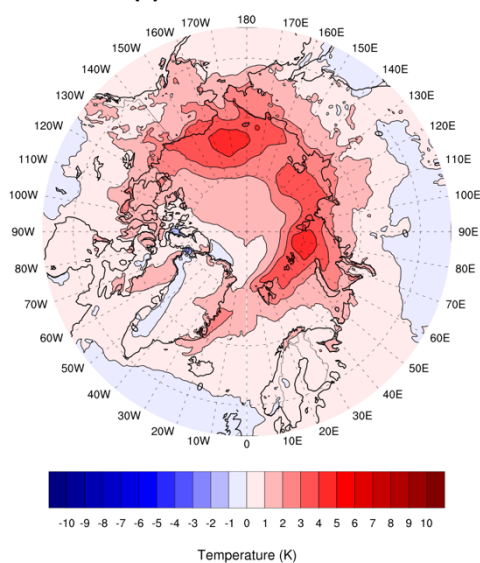 180
170W 170E
160W 160E
150W 150E
140W 140E
130W 130E
120W 120E
110W 110E
100W 100E
90W 90E
80W 80E
70W 70E
60W 60E
50W 50E
40W 40E
30W 30E
20W 20E
10W 0 10E
-10 -9 -8 -7 -6 -5 -4 -3 -2 -1 0 1 2 3 4 5 6 7 8 9 10
Temperature (K)